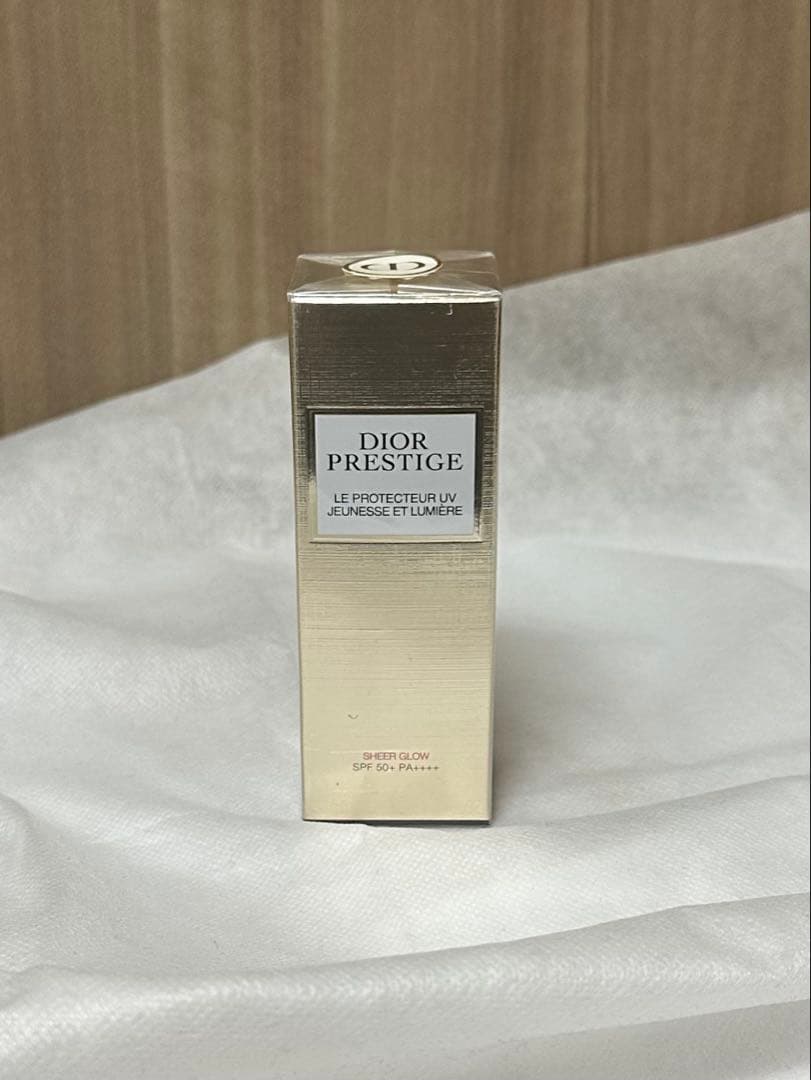 DIOR
PRESTIGE
LE PROTECTEUR UV
JEUNESSE ET LUMIÈRE
SHEER GLOW
SPF 50+ PA++++